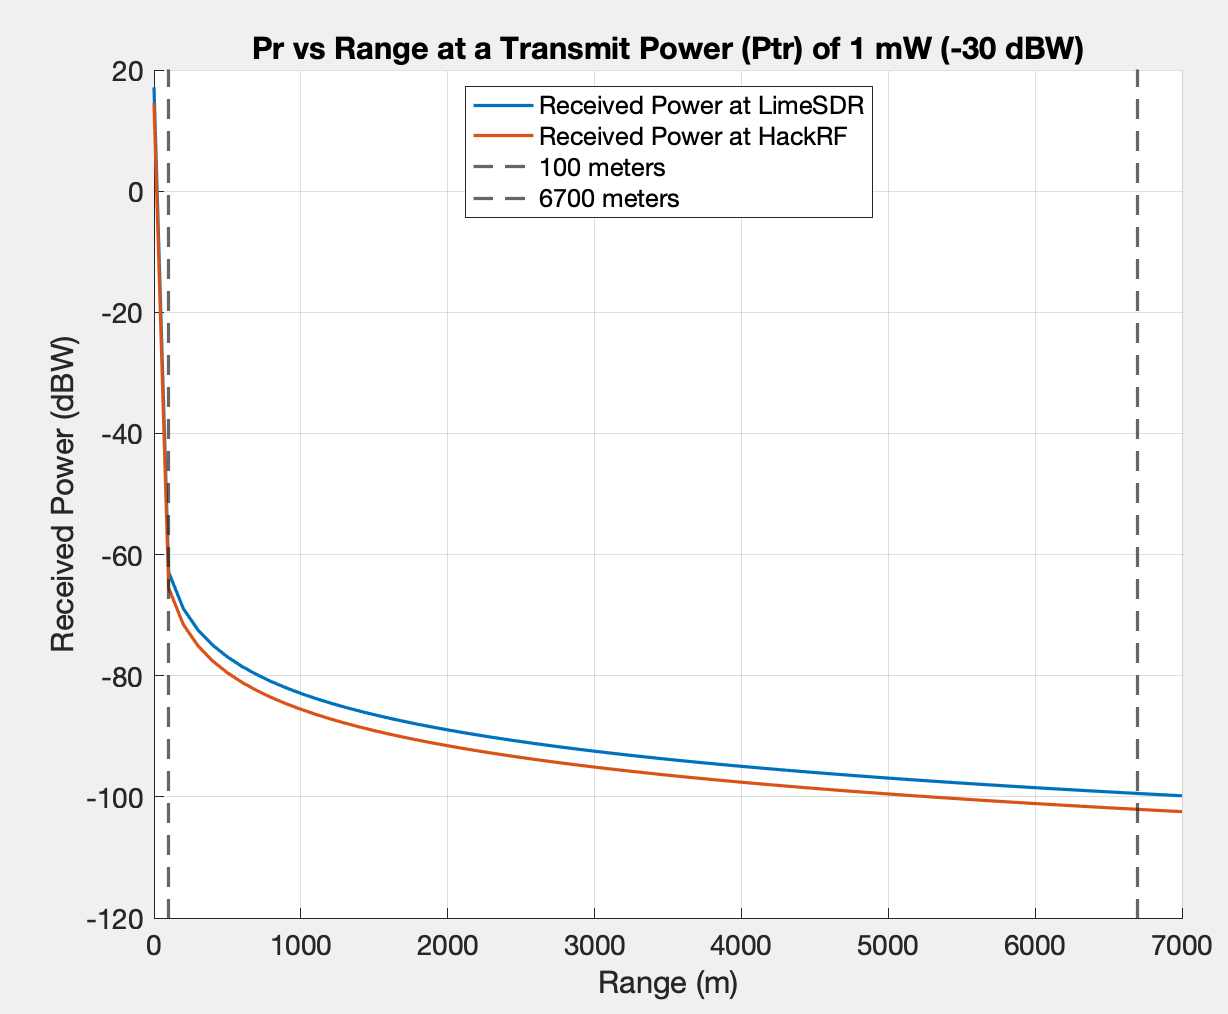 Pr vs Range at a Transmit Power (Ptr) of 1 mW (-30 dBW)
Received Power at LimeSDR
Received Power at HackRF
100 meters
6700 meters
20
0
-20
-40
-60
-80
-100
-120
Received Power (dBW)
0 1000 2000 3000 4000 5000 6000 7000
Range (m)